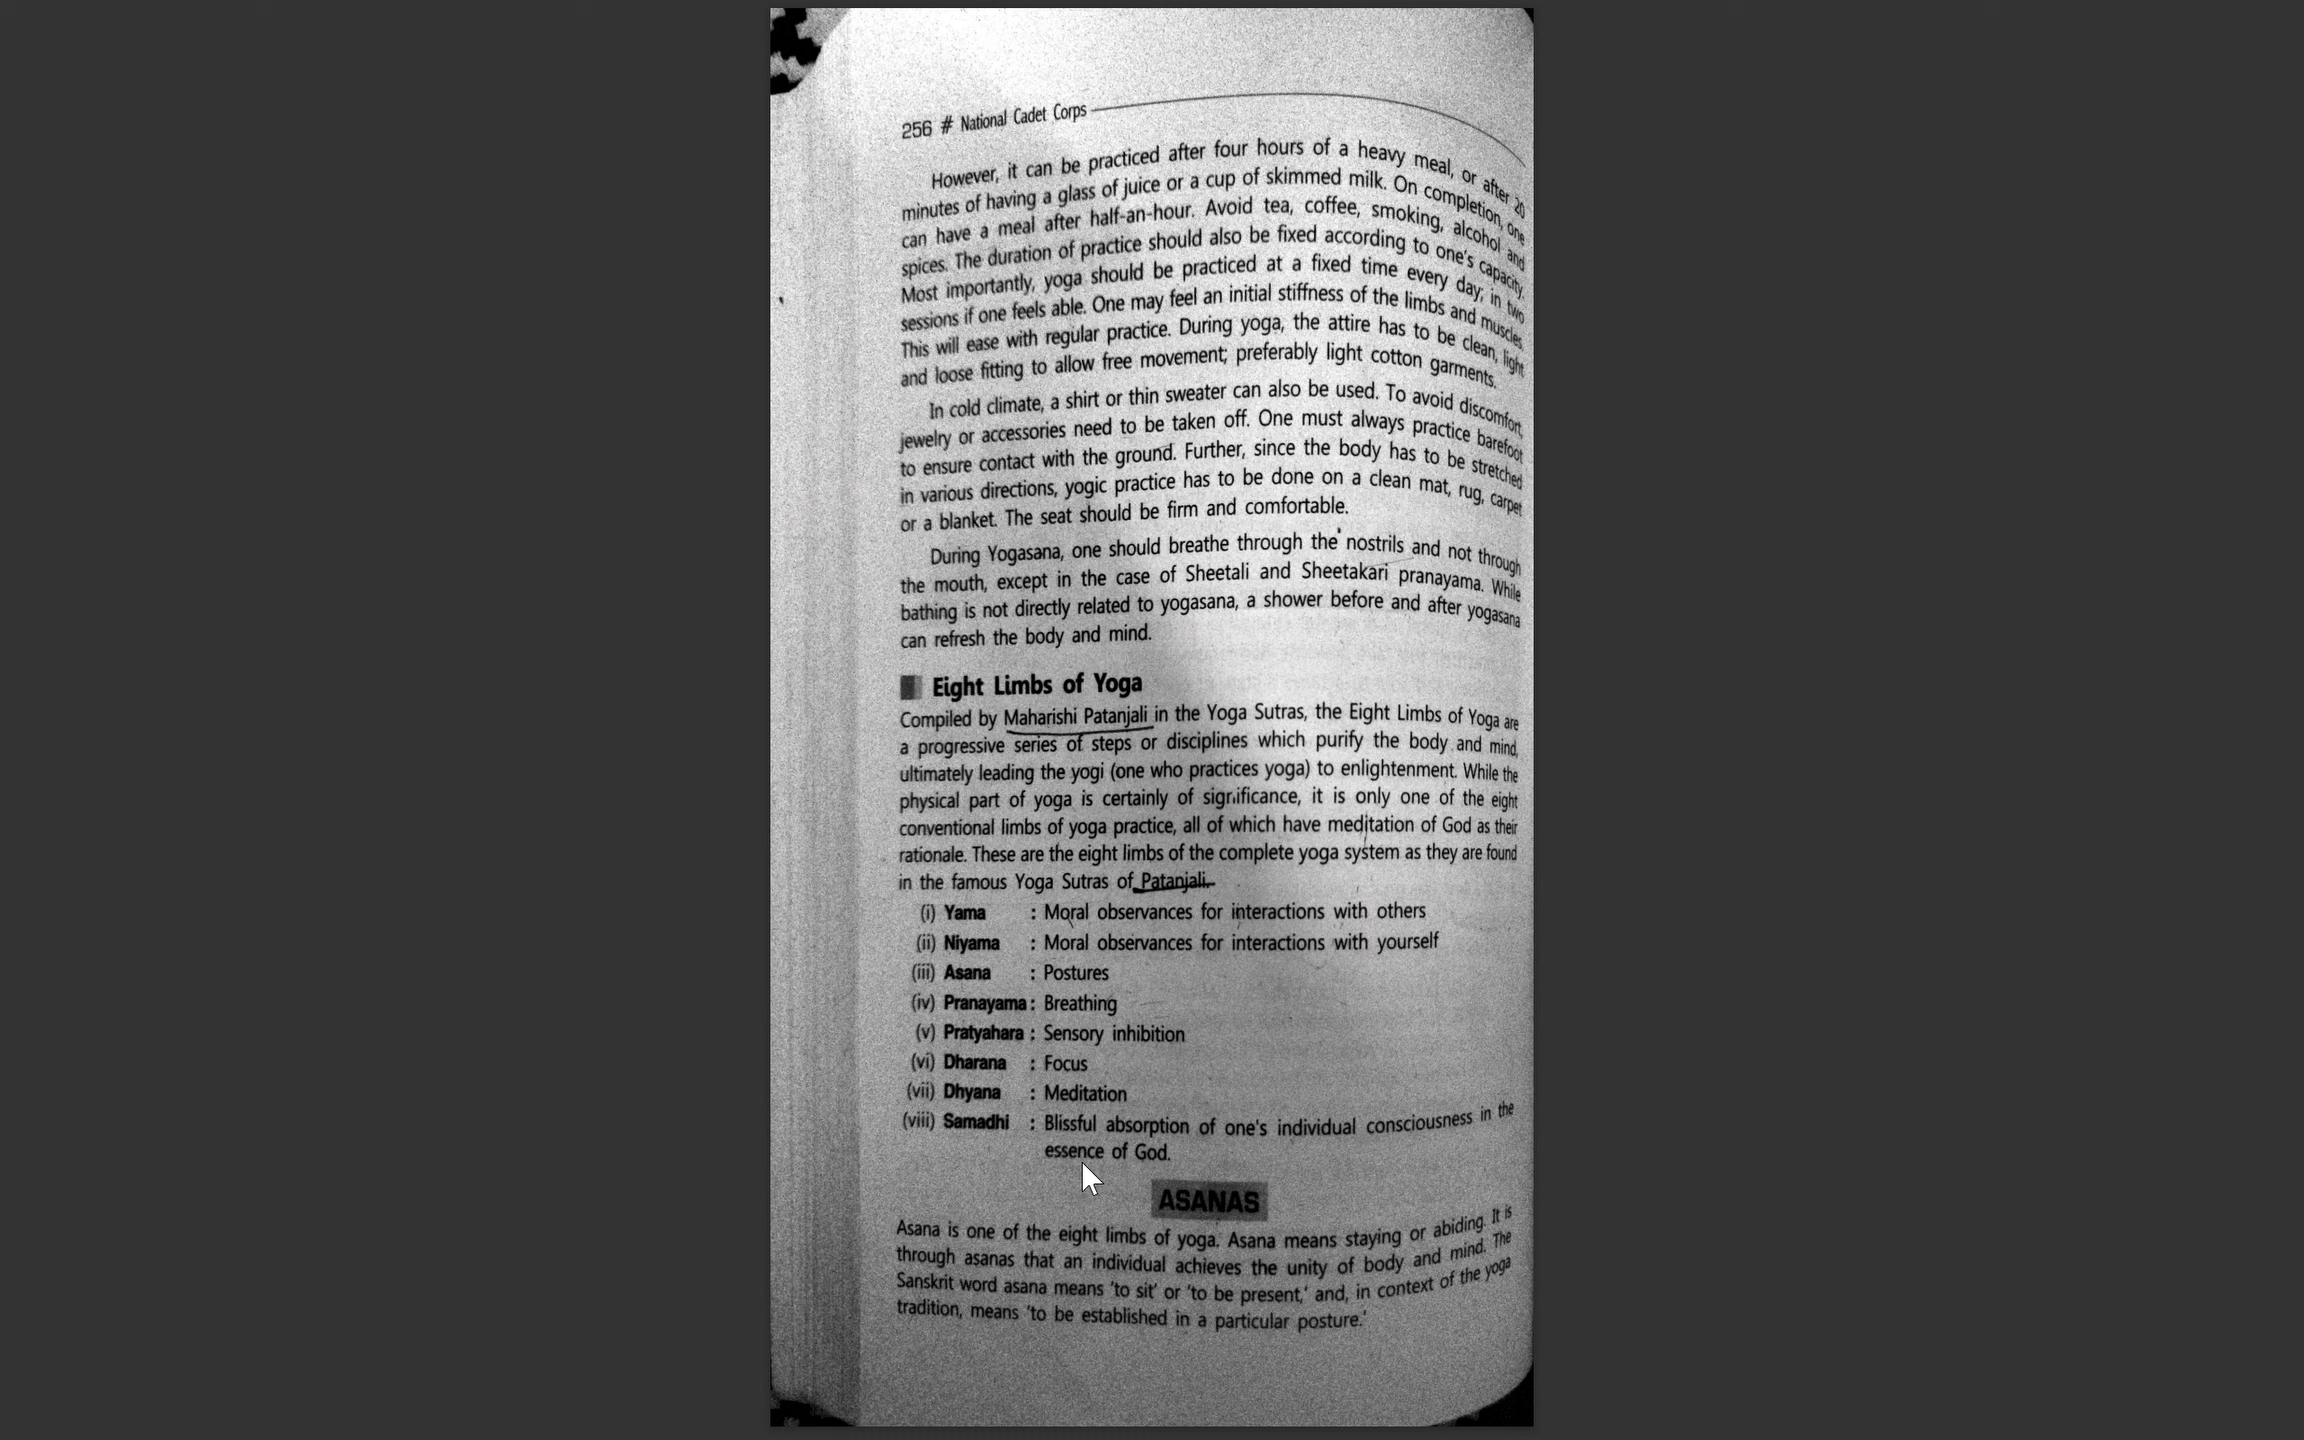 256 # National Cadet Corps
However, it can be practiced after four hours of a heavy meal, or after 20
minutes of having a glass of juice or a cup of skimmed milk. On completion, one
can have a meal after half-an-hour. Avoid tea, coffee, smoking, alcohol and
spices. The duration of practice should also be fixed according to one's capacity.
Most importantly, yoga should be practiced at a fixed time every day; in two
sessions if one feels able. One may feel an initial stiffness of the limbs and muscles.
This will ease with regular practice. During yoga, the attire has to be clean, light
and loose fitting to allow free movement; preferably light cotton garments.
In cold climate, a shirt or thin sweater can also be used. To avoid discomfort,
jewelry or accessories need to be taken off. One must always practice barefoot
to ensure contact with the ground. Further, since the body has to be stretched
in various directions, yogic practice has to be done on a clean mat, rug, carpet
or a blanket. The seat should be firm and comfortable.
During Yogasana, one should breathe through the nostrils and not through
the mouth, except in the case of Sheetali and Sheetakari pranayama. While
bathing is not directly related to yogasana, a shower before and after yogasana
can refresh the body and mind.
Eight Limbs of Yoga
Compiled by Maharishi Patanjali in the Yoga Sutras, the Eight Limbs of Yoga are
a progressive series of steps or disciplines which purify the body and mind,
ultimately leading the yogi (one who practices yoga) to enlightenment. While the
physical part of yoga is certainly of significance, it is only one of the eight
conventional limbs of yoga practice, all of which have meditation of God as their
rationale. These are the eight limbs of the complete yoga system as they are found
in the famous Yoga Sutras of Patanjali.
(i) Yama : Moral observances for interactions with others
(ii) Niyama : Moral observances for interactions with yourself
(iii) Asana : Postures
(iv) Pranayama : Breathing
(v) Pratyahara : Sensory inhibition
(vi) Dharana : Focus
(vii) Dhyana : Meditation
(viii) Samadhi : Blissful absorption of one's individual consciousness in the
essence of God.
ASANAS
Asana is one of the eight limbs of yoga. Asana means staying or abiding. It is
through asanas that an individual achieves the unity of body and mind. The
Sanskrit word asana means 'to sit' or 'to be present,' and, in context of the yoga
tradition, means 'to be established in a particular posture.'